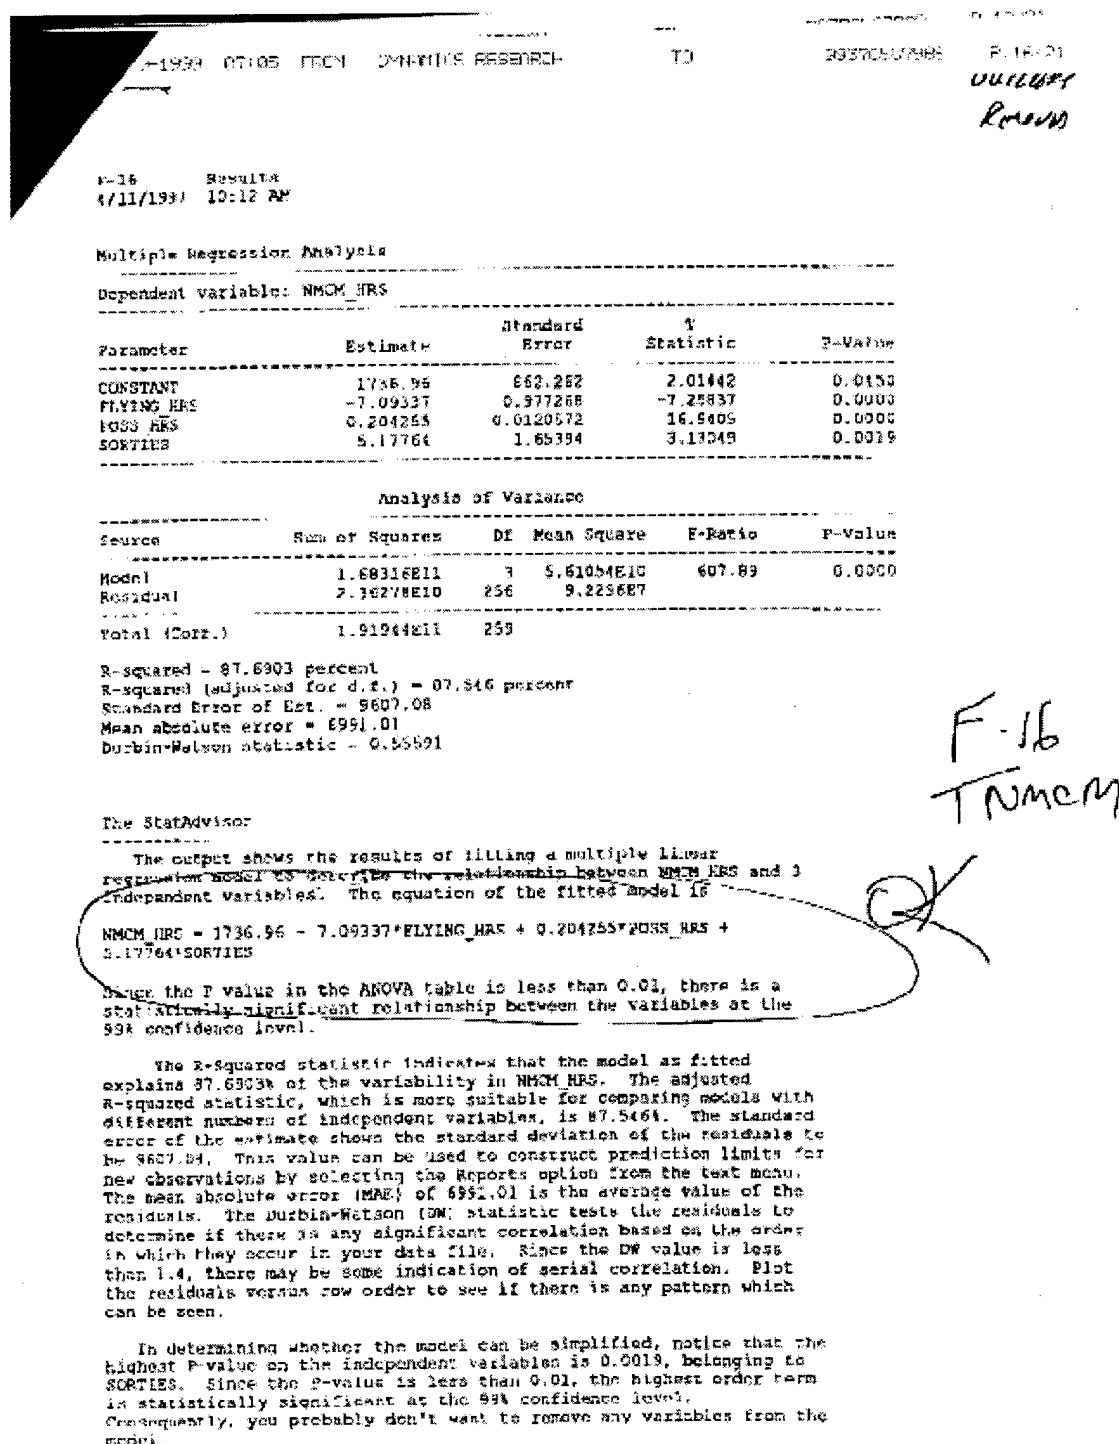 -1999 07:05 FROM DYNAMICS RESEARCH TO P.16/21
Removed
F-16 Results
10:12 AM
Multiple Regression Analysis
Dependent variable: NMCM_HRS
Standard T
Parameter Estimate Error Statistic P-Value
CONSTANT 1736.96 862.262 2.01442 0.0450
FLYING_HRS -7.09337 0.977268 -7.25837 0.0000
POSS_HRS 0.204255 0.0120572 16.9405 0.0000
SORTIES 5.17764 1.65394 3.13049 0.0019
Analysis of Variance
Source Sum of Squares Df Mean Square F-Ratio P-Value
Model 1.68316E11 3 5.61054E10 607.89 0.0000
Residual 2.36278E10 256 9.2296E7
Total (Corr.) 1.91944E11 259
R-squared = 87.6903 percent
R-squared (adjusted for d.f.) = 87.546 percent
Standard Error of Est. = 9607.08
Mean absolute error = 6991.01
Durbin-Watson statistic = 0.55591
F-16
TNMCM
OK
The StatAdvisor
The output shows the results of fitting a multiple linear
regression model to describe the relationship between NMCM_HRS and 3
independent variables. The equation of the fitted model is
NMCM_HRS = 1736.96 - 7.09337*FLYING_HRS + 0.204255*POSS_HRS +
5.17764*SORTIES
Since the P value in the ANOVA table is less than 0.01, there is a
statistically significant relationship between the variables at the
99% confidence level.
The R-Squared statistic indicates that the model as fitted
explains 87.6903% of the variability in NMCM_HRS. The adjusted
R-squared statistic, which is more suitable for comparing models with
different numbers of independent variables, is 87.546%. The standard
error of the estimate shows the standard deviation of the residuals to
be 9607.08. This value can be used to construct prediction limits for
new observations by selecting the Reports option from the text menu.
The mean absolute error (MAE) of 6991.01 is the average value of the
residuals. The Durbin-Watson (DW) statistic tests the residuals to
determine if there is any significant correlation based on the order
in which they occur in your data file. Since the DW value is less
than 1.4, there may be some indication of serial correlation. Plot
the residuals versus row order to see if there is any pattern which
can be seen.
In determining whether the model can be simplified, notice that the
highest P-value on the independent variables is 0.0019, belonging to
SORTIES. Since the P-value is less than 0.01, the highest order term
is statistically significant at the 99% confidence level.
Consequently, you probably don't want to remove any variables from the
model.